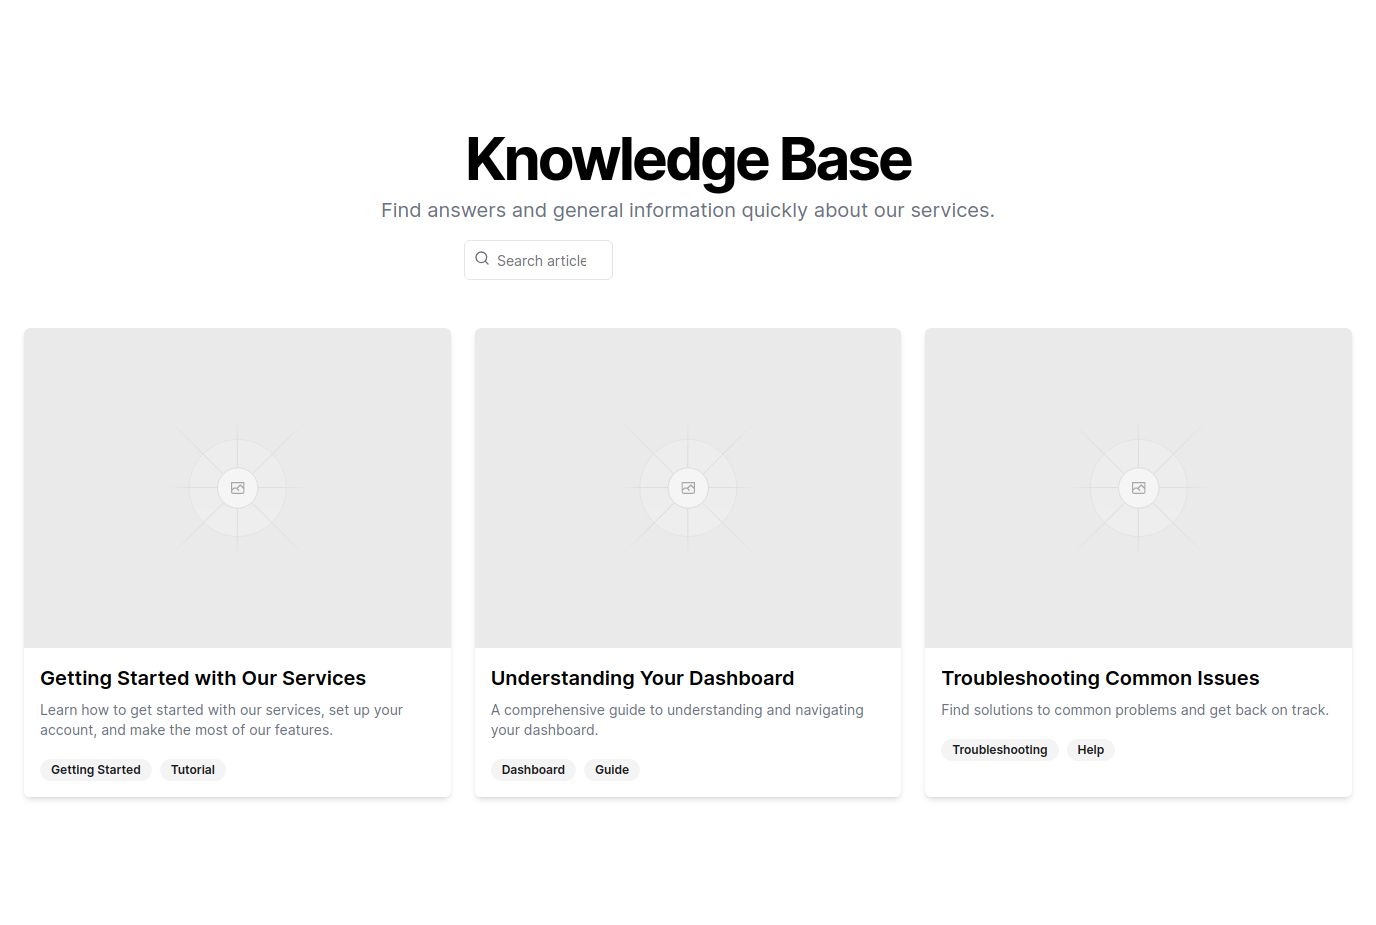 Knowledge Base
Find answers and general information quickly about our services.
Search article
Getting Started with Our Services
Learn how to get started with our services, set up your
account, and make the most of our features.
Getting Started Tutorial
Understanding Your Dashboard
A comprehensive guide to understanding and navigating
your dashboard.
Dashboard Guide
Troubleshooting Common Issues
Find solutions to common problems and get back on track.
Troubleshooting Help